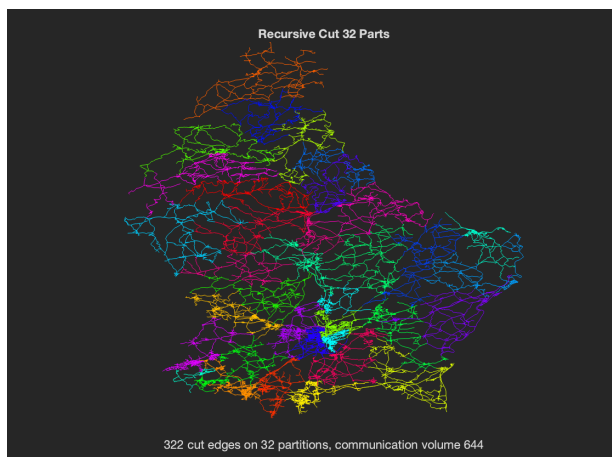 Recursive Cut 32 Parts
322 cut edges on 32 partitions, communication volume 644